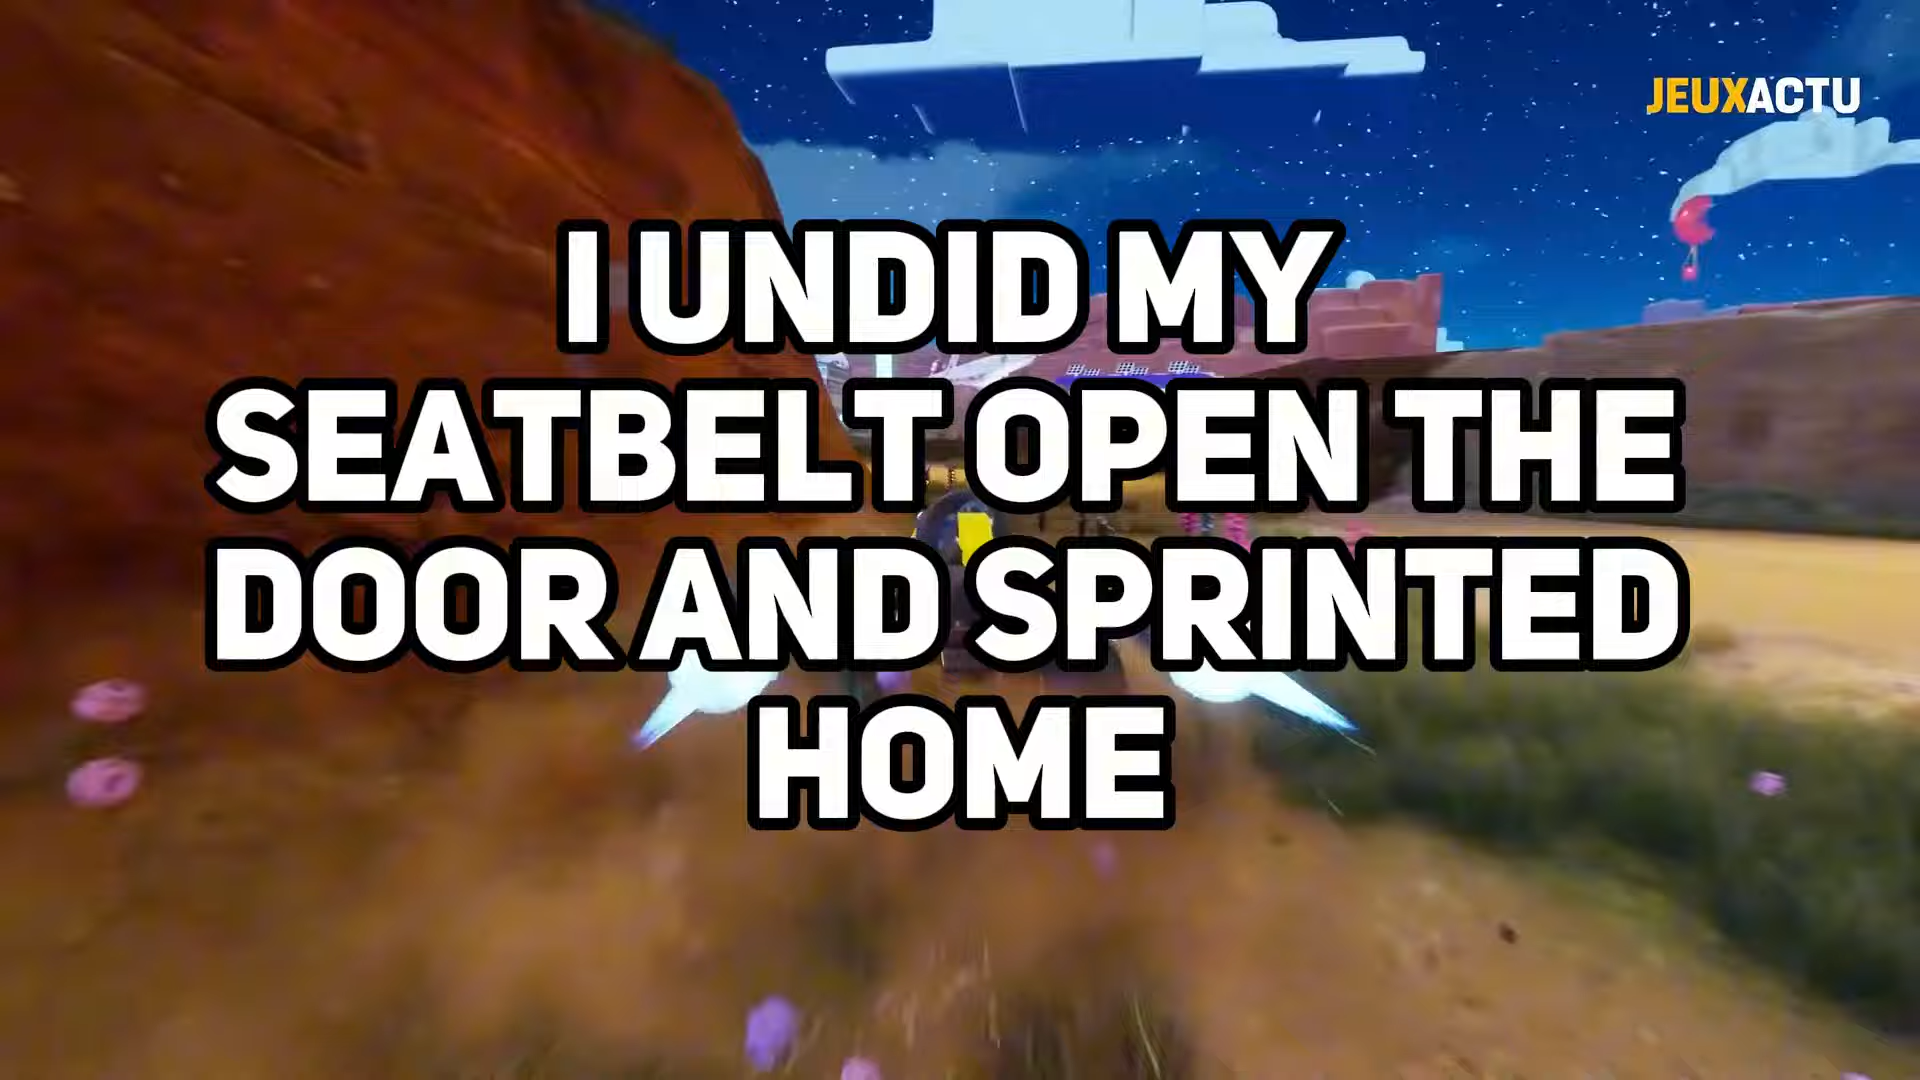 JEUXACTU
I UNDID MY
SEATBELT OPEN THE
DOOR AND SPRINTED
HOME